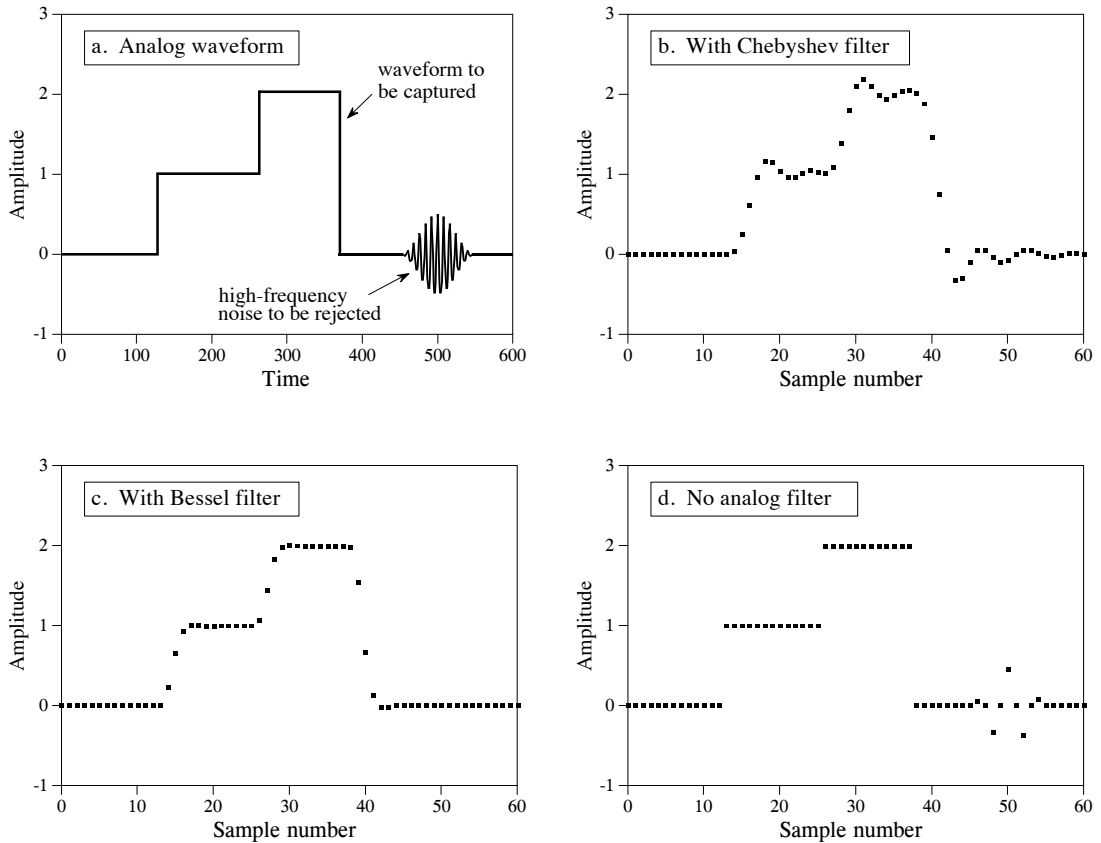 3
2
1
0
-1
Amplitude
a. Analog waveform
waveform to
be captured
high-frequency
noise to be rejected
0 100 200 300 400 500 600
Time
3
2
1
0
-1
Amplitude
b. With Chebyshev filter
0 10 20 30 40 50 60
Sample number
3
2
1
0
-1
Amplitude
c. With Bessel filter
0 10 20 30 40 50 60
Sample number
3
2
1
0
-1
Amplitude
d. No analog filter
0 10 20 30 40 50 60
Sample number